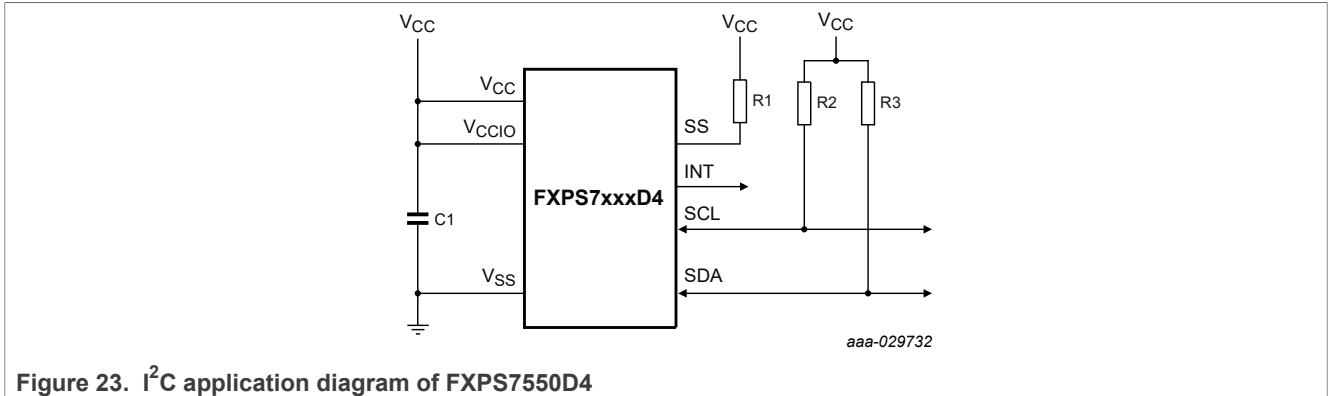 VCC
VCC
VCC
VCC
R1
R2
R3
VCCIO
SS
INT
FXPS7xxxD4
C1
SCL
VSS
SDA
aaa-029732
Figure 23. I2C application diagram of FXPS7550D4